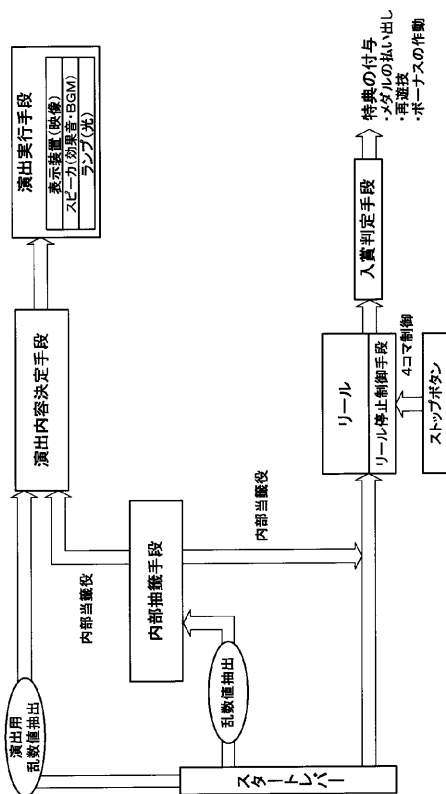 演出用
乱数値抽出
演出内容決定手段
演出実行手段
表示装置(映像)
スピーカ(効果音・BGM)
ランプ(光)
内部当籤役
内部抽籤手段
内部当籤役
乱数値抽出
スタートレバー
リール
リール停止制御手段
4コマ制御
ストップボタン
入賞判定手段
特典の付与
・メダルの払い出し
・再遊技
・ボーナスの作動